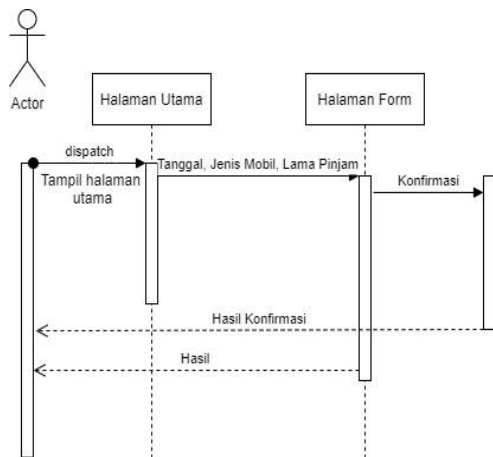 Actor
Halaman Utama
Halaman Form
dispatch
Tampil halaman
utama
Tanggal, Jenis Mobil, Lama Pinjam
Konfirmasi
Hasil Konfirmasi
Hasil